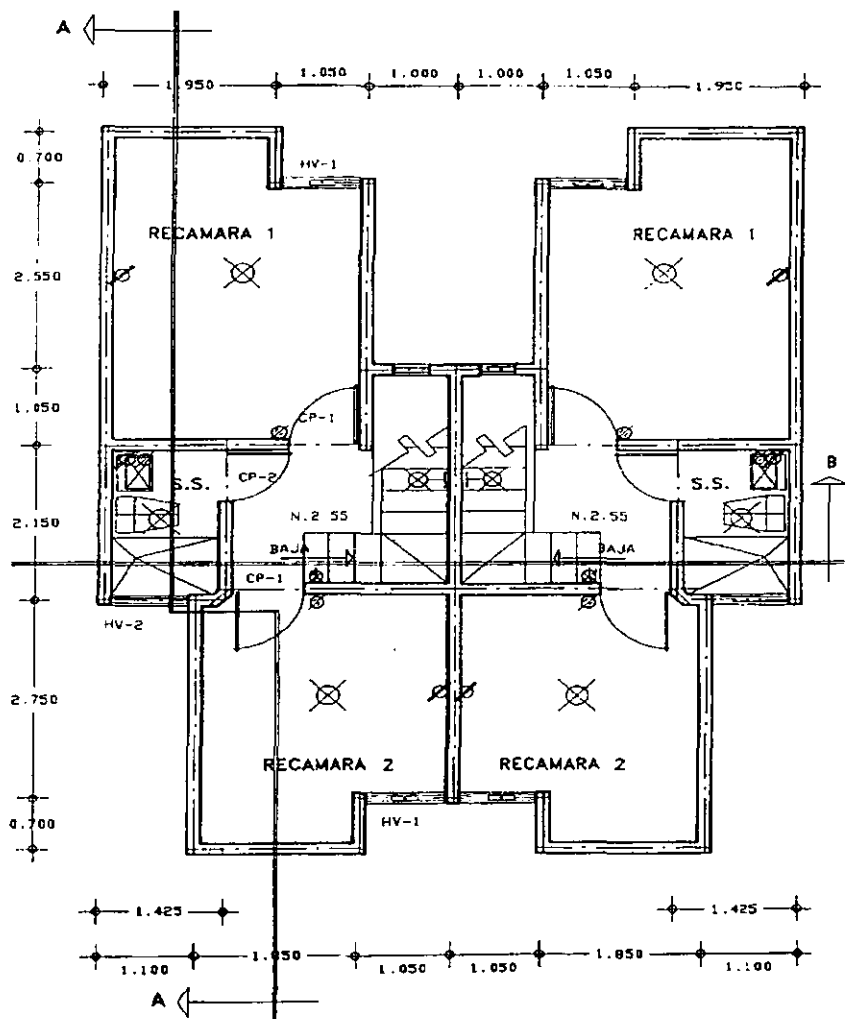 A
1.950 1.050 1.000 1.000 1.050 1.950
0.700
HV-1
RECAMARA 1 RECAMARA 1
2.550
1.050
CP-1
CP-2
S.S. S.S.
B
2.150
N.2 55 N.2.55
BAJA BAJA
CP-1
HV-2
2.750
RECAMARA 2 RECAMARA 2
0.700
HV-1
1.425 1.425
1.100 1.850 1.050 1.050 1.850 1.100
A